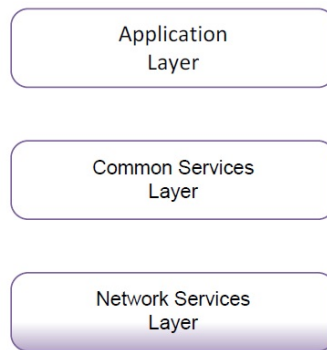 Application
Layer
Common Services
Layer
Network Services
Layer